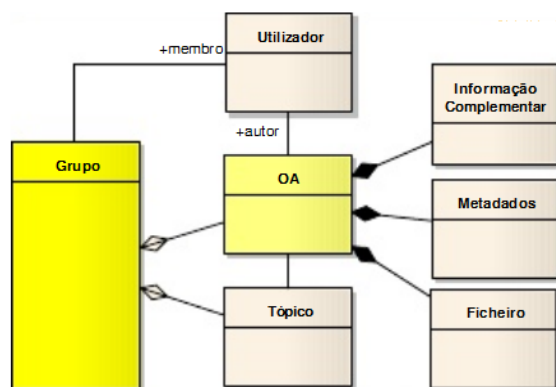 Utilizador
+membro
+autor
Informação
Complementar
Grupo
OA
Metadados
Tópico
Ficheiro